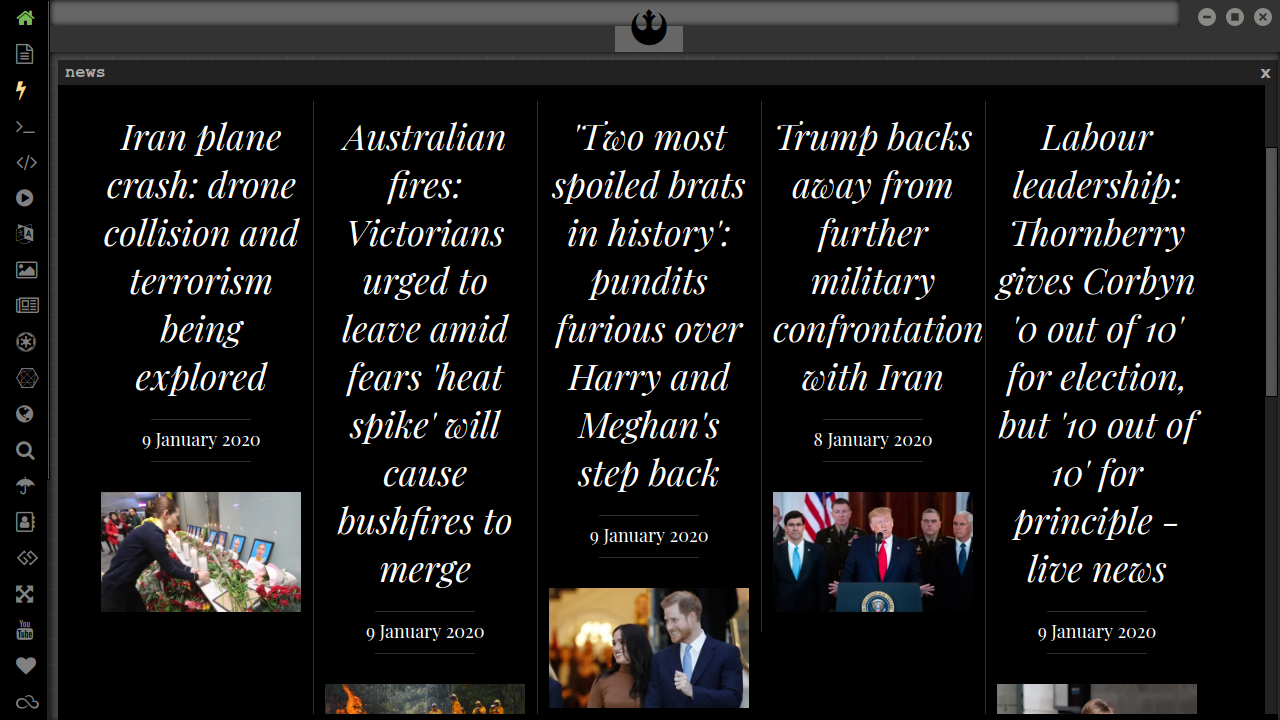 news
x
Iran plane
crash: drone
collision and
terrorism
being
explored
9 January 2020
Australian
fires:
Victorians
urged to
leave amid
fears 'heat
spike' will
cause
bushfires to
merge
9 January 2020
'Two most
spoiled brats
in history':
pundits
furious over
Harry and
Meghan's
step back
9 January 2020
Trump backs
away from
further
military
confrontation
with Iran
8 January 2020
Labour
leadership:
Thornberry
gives Corbyn
'0 out of 10'
for election,
but '10 out of
10' for
principle –
live news
9 January 2020
You
Tube